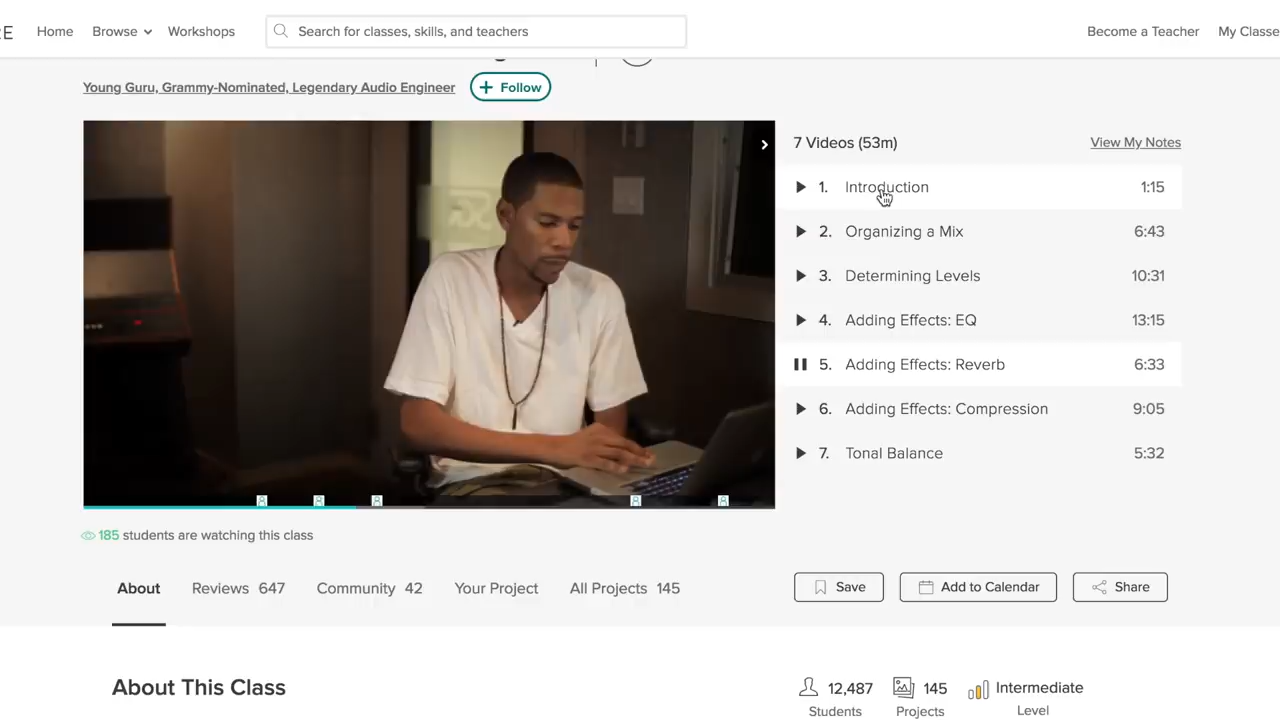 RE Home Browse Workshops Search for classes, skills, and teachers Become a Teacher My Classe
Young Guru, Grammy-Nominated, Legendary Audio Engineer + Follow
7 Videos (53m) View My Notes
1. Introduction 1:15
2. Organizing a Mix 6:43
3. Determining Levels 10:31
4. Adding Effects: EQ 13:15
5. Adding Effects: Reverb 6:33
6. Adding Effects: Compression 9:05
7. Tonal Balance 5:32
185 students are watching this class
About Reviews 647 Community 42 Your Project All Projects 145 Save Add to Calendar Share
About This Class
12,487 145 Intermediate
Students Projects Level